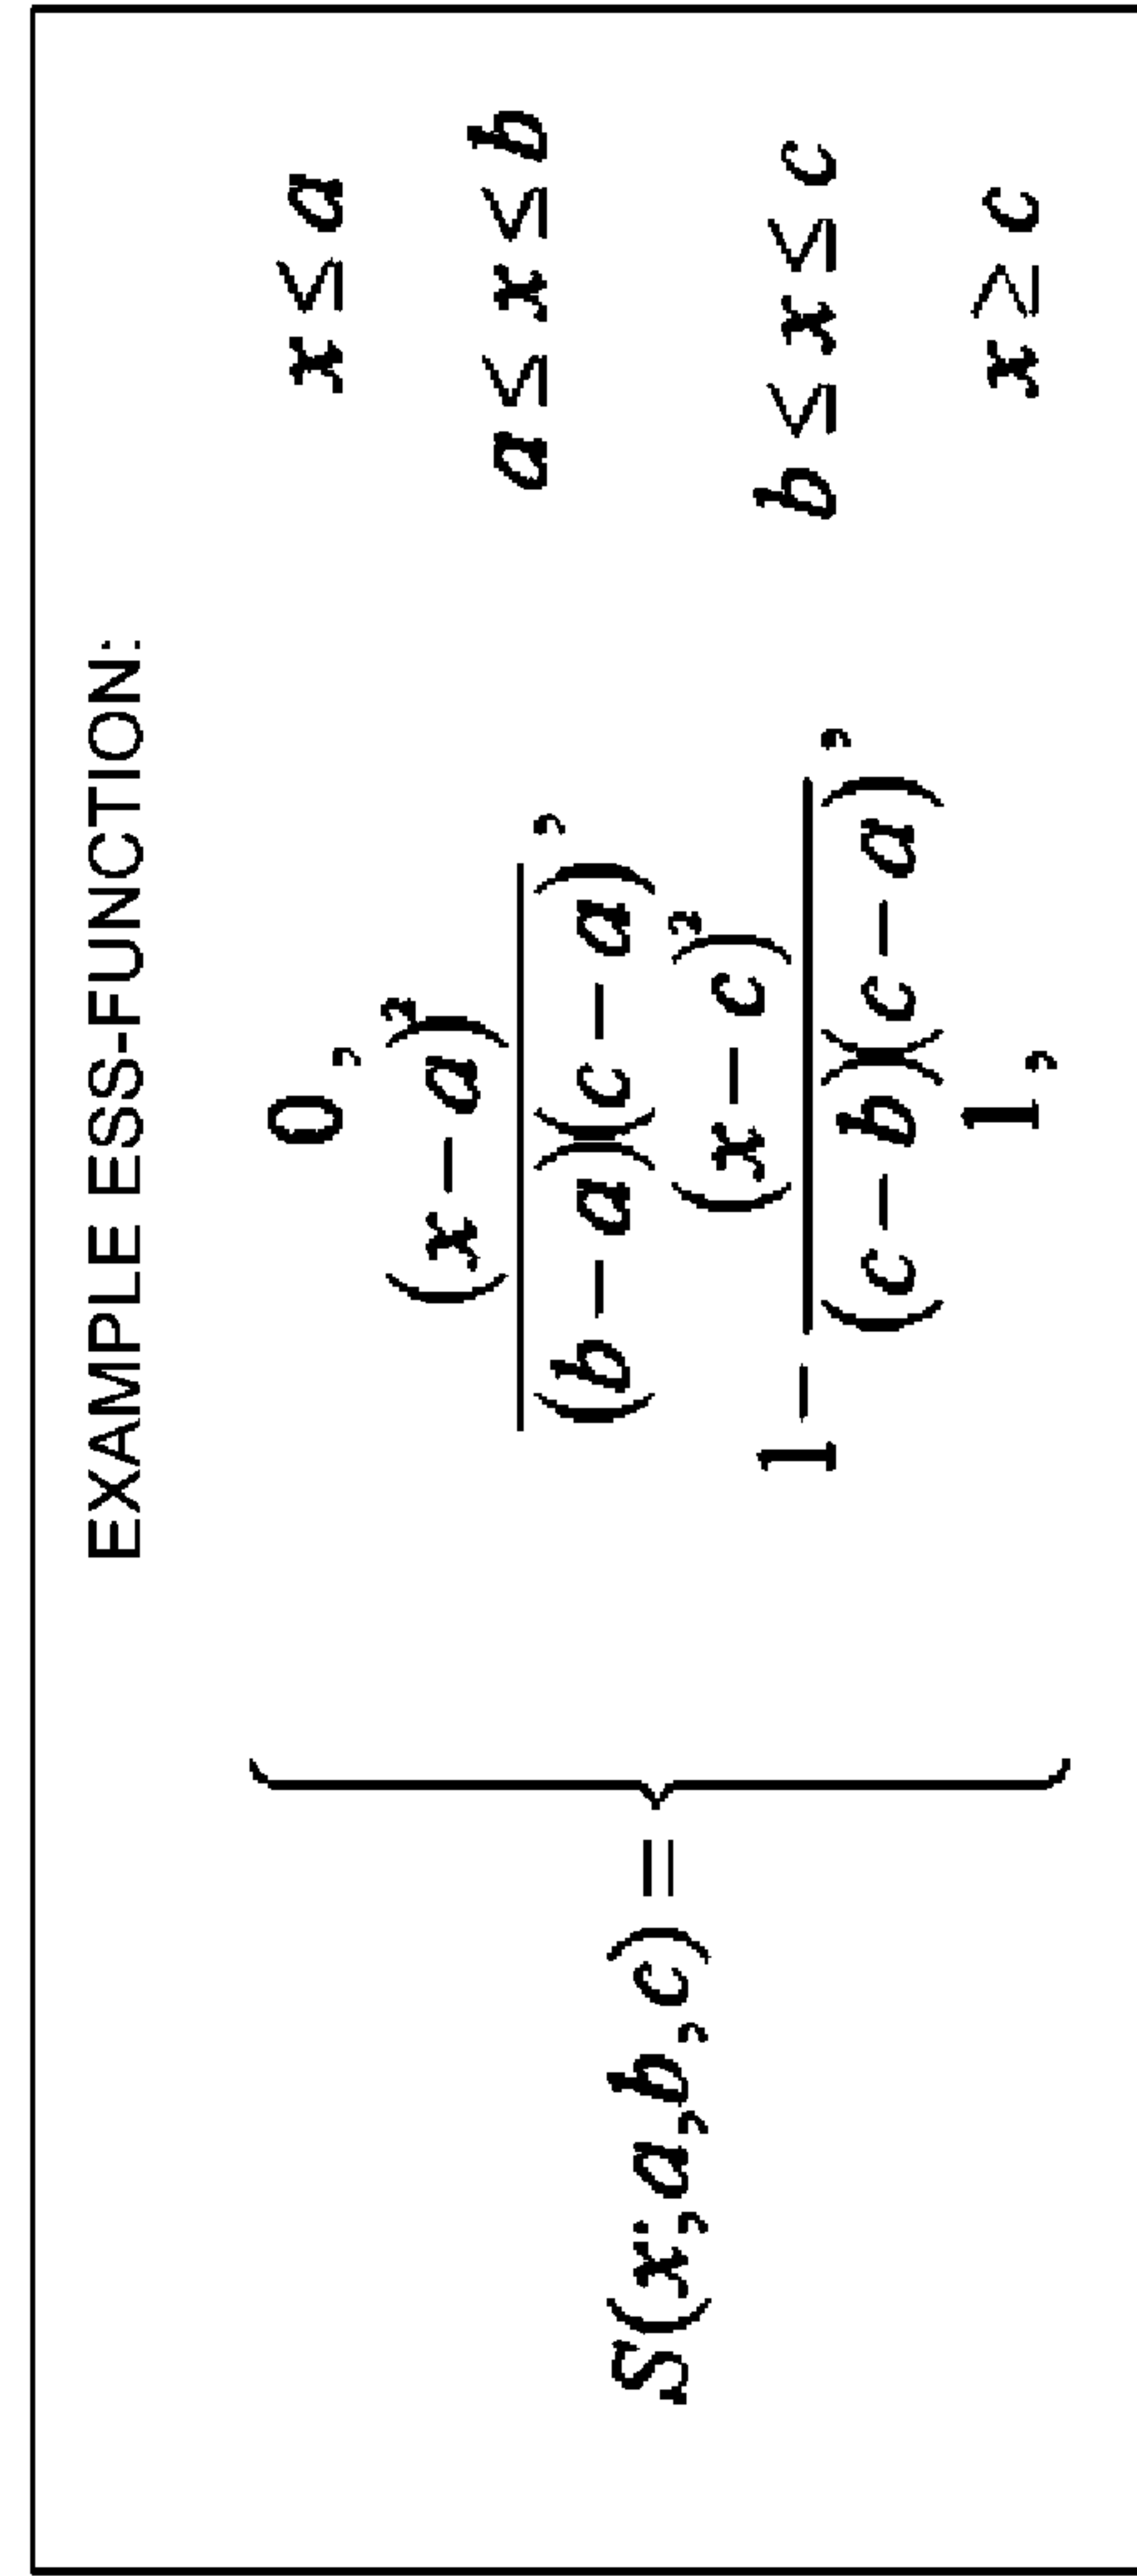 EXAMPLE ESS-FUNCTION:
S(x;a,b,c) = {
0, x ≤ a
(x − a)² / (b − a)(c − a), a ≤ x ≤ b
1 − (x − c)² / (c − b)(c − a), b ≤ x ≤ c
1, x ≥ c